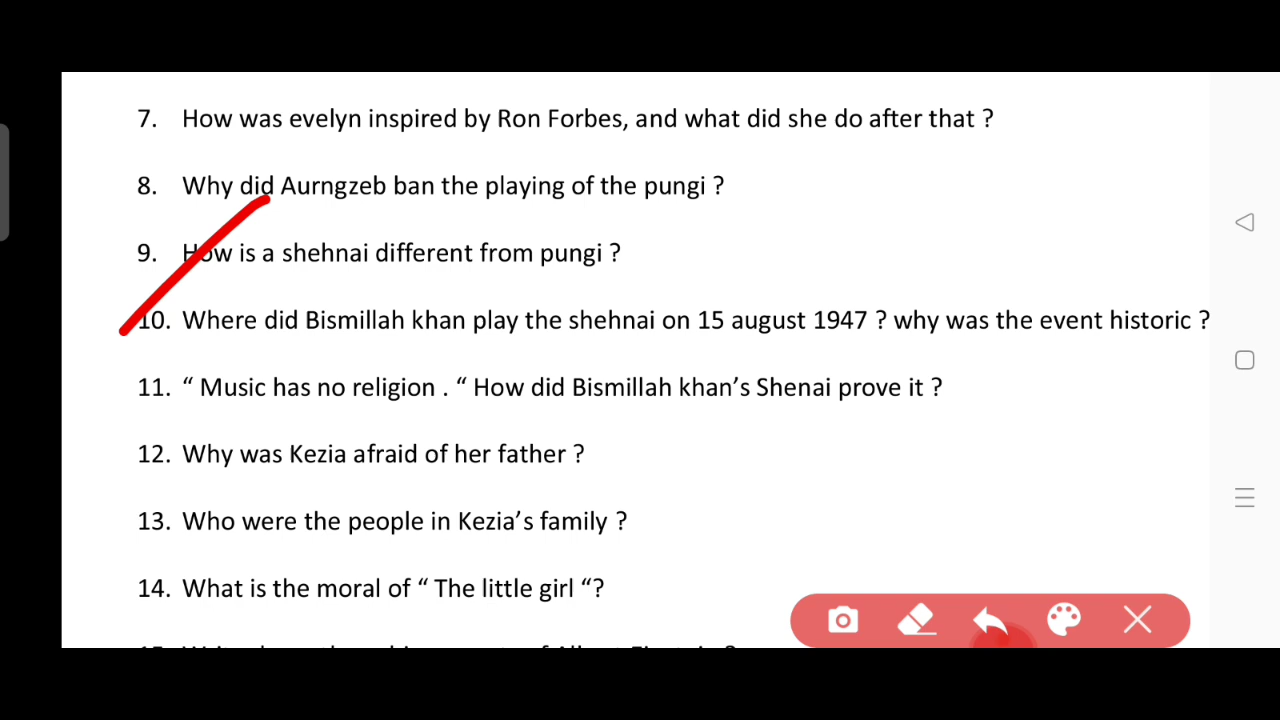 7. How was evelyn inspired by Ron Forbes, and what did she do after that ?
8. Why did Aurngzeb ban the playing of the pungi ?
9. How is a shehnai different from pungi ?
10. Where did Bismillah khan play the shehnai on 15 august 1947 ? why was the event historic ?
11. “ Music has no religion . “ How did Bismillah khan’s Shenai prove it ?
12. Why was Kezia afraid of her father ?
13. Who were the people in Kezia’s family ?
14. What is the moral of “ The little girl “?